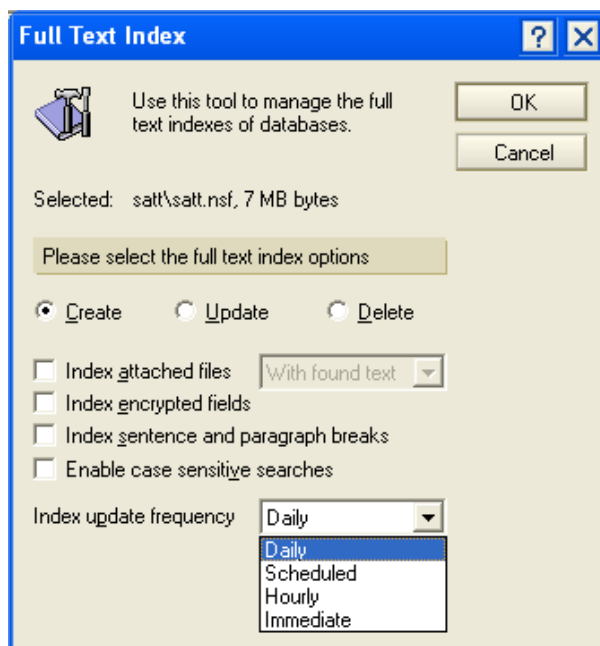 Full Text Index
Use this tool to manage the full
text indexes of databases.
OK
Cancel
Selected: satt\satt.nsf, 7 MB bytes
Please select the full text index options
Create Update Delete
Index attached files With found text
Index encrypted fields
Index sentence and paragraph breaks
Enable case sensitive searches
Index update frequency Daily
Daily
Scheduled
Hourly
Immediate